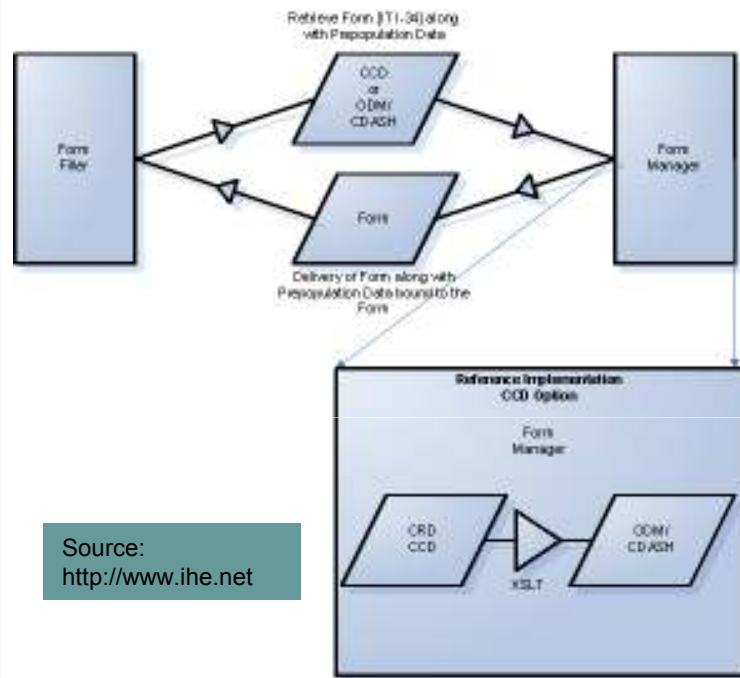 Retrieve Form [ITI-34] along
with Prepopulation Data
CCD
or
ODM/
CDASH
Form
Filler
Form
Manager
Form
Delivery of Form along with
Prepopulation Data bound to the
Form
Reference Implementation
CCD Option
Form
Manager
CRD
CCD
XSLT
ODM/
CDASH
Source:
http://www.ihe.net